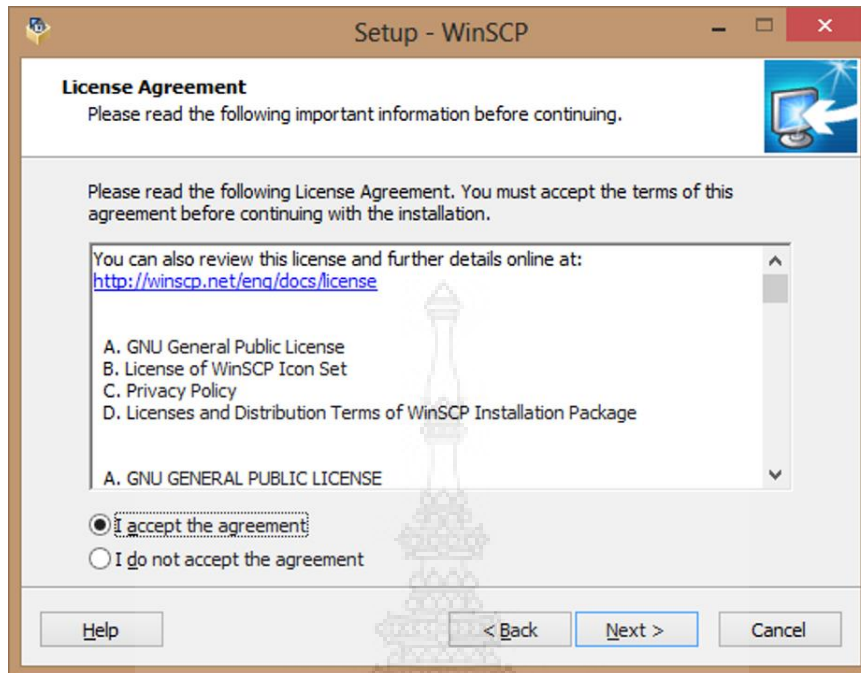 Setup - WinSCP
License Agreement
Please read the following important information before continuing.
Please read the following License Agreement. You must accept the terms of this
agreement before continuing with the installation.
You can also review this license and further details online at:
http://winscp.net/eng/docs/license
A. GNU General Public License
B. License of WinSCP Icon Set
C. Privacy Policy
D. Licenses and Distribution Terms of WinSCP Installation Package
A. GNU GENERAL PUBLIC LICENSE
I accept the agreement
I do not accept the agreement
Help
< Back
Next >
Cancel